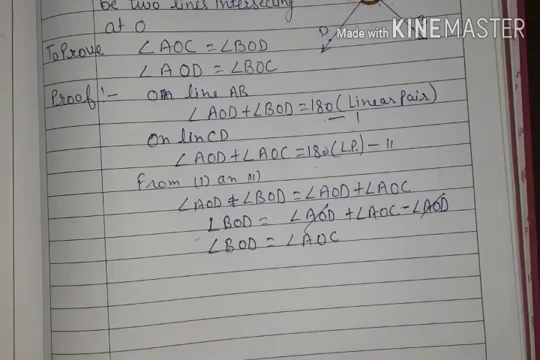 be two lines intersecting
at O
D
Made with KINEMASTER
To Prove ∠AOC = ∠BOD
∠AOD = ∠BOC
Proof:- on line AB
∠AOD + ∠BOD = 180 (Linear Pair) — I
On lin CD
∠AOD + ∠AOC = 180 (L.P.) — II
from (I) an II)
∠AOD + ∠BOD = ∠AOD + ∠AOC
∠BOD = ∠AOD + ∠AOC - ∠AOD
∠BOD = ∠AOC